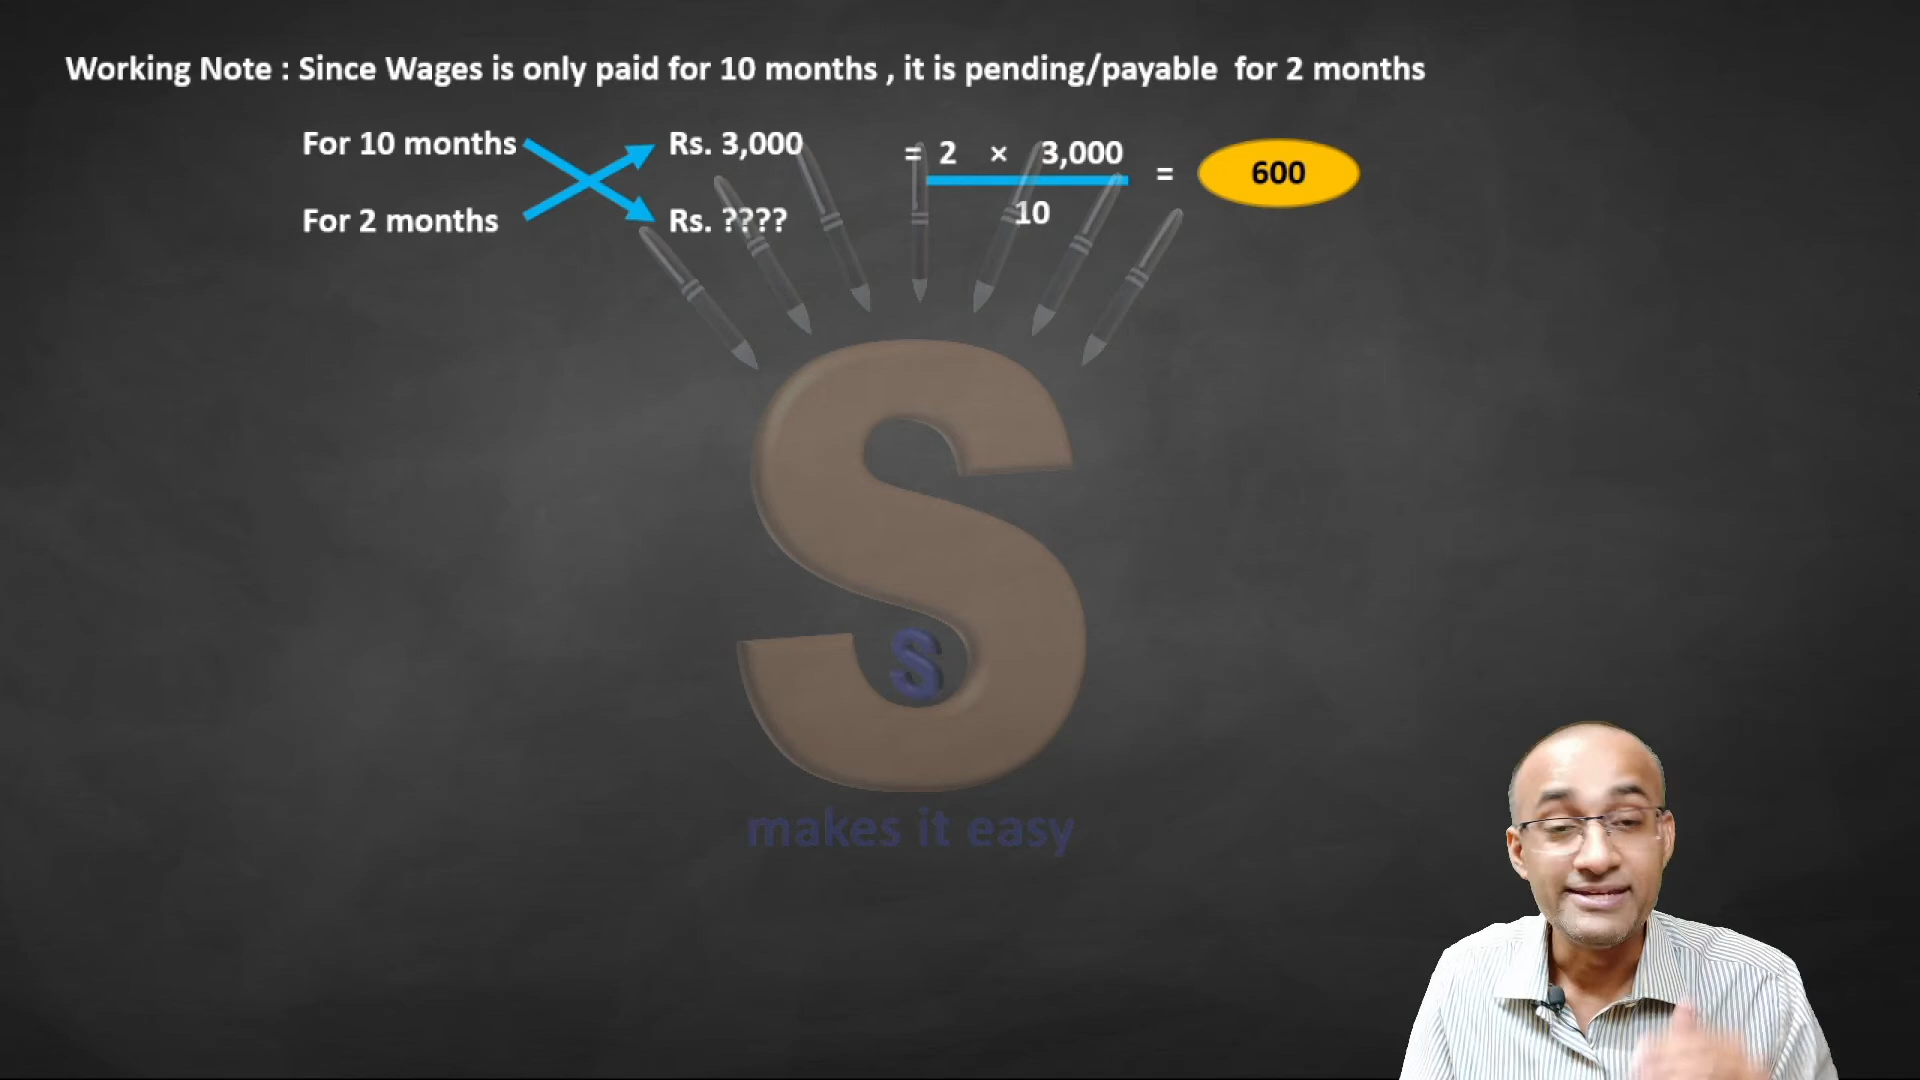 Working Note : Since Wages is only paid for 10 months , it is pending/payable for 2 months
For 10 months Rs. 3,000 = 2 × 3,000 = 600
10
For 2 months Rs. ????
S
S
makes it easy